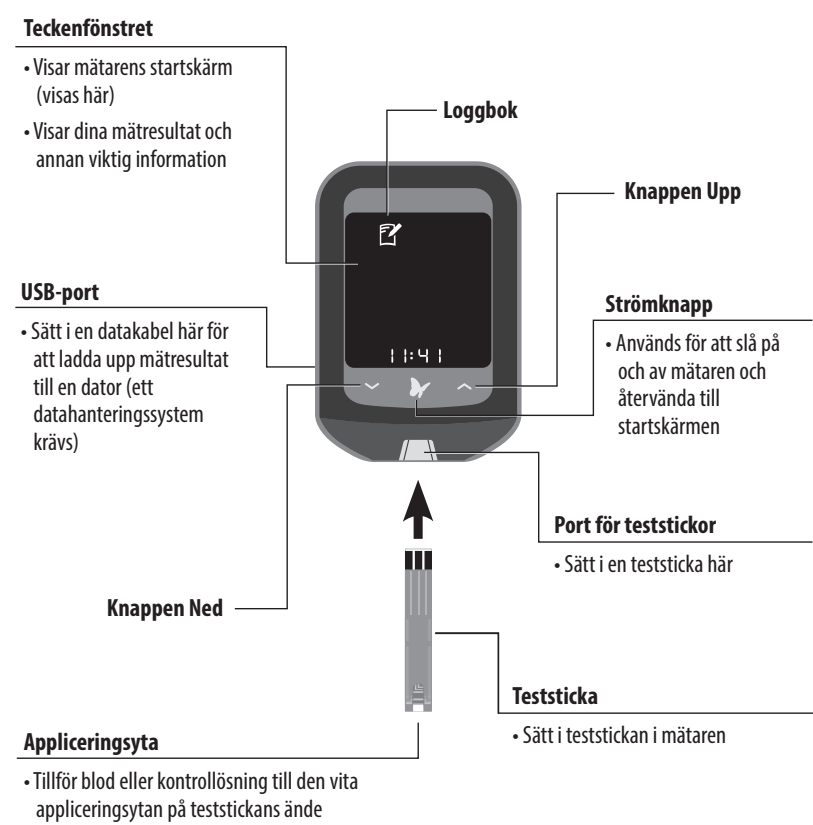 Teckenfönstret
• Visar mätarens startskärm
(visas här)
• Visar dina mätresultat och
annan viktig information
Loggbok
Knappen Upp
USB-port
• Sätt i en datakabel här för
att ladda upp mätresultat
till en dator (ett
datahanteringssystem
krävs)
11:41
Strömknapp
• Används för att slå på
och av mätaren och
återvända till
startskärmen
Port för teststickor
• Sätt i en teststicka här
Knappen Ned
Teststicka
• Sätt i teststickan i mätaren
Appliceringsyta
• Tillför blod eller kontrollösning till den vita
appliceringsytan på teststickans ände